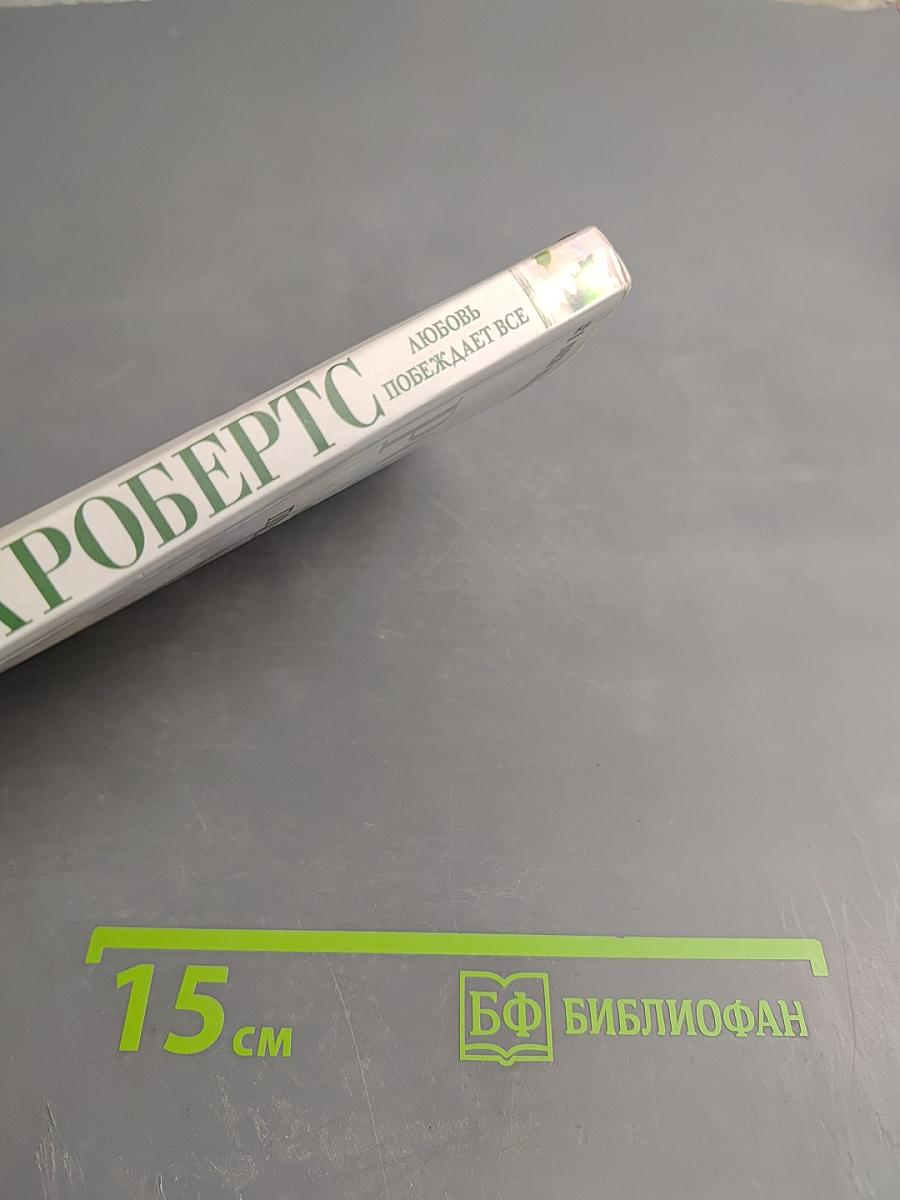 А РОБЕРТС
ЛЮБОВЬ
ПОБЕЖДАЕТ ВСЕ
15 см
БФ БИБЛИОФАН